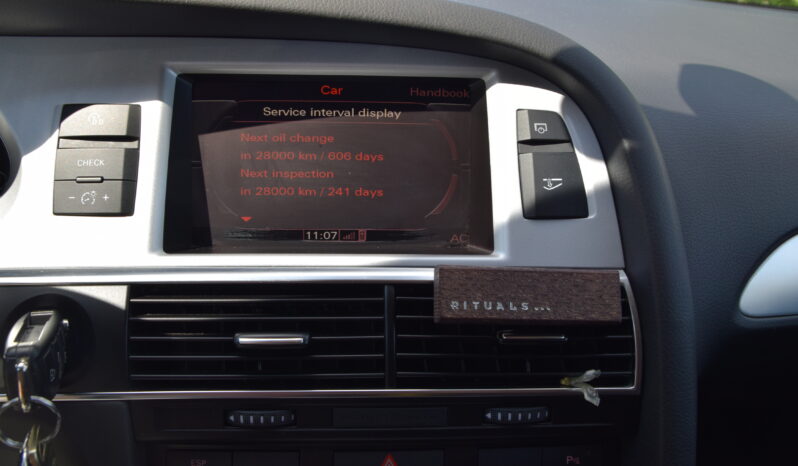 Car
Handbook
Service interval display
Next oil change
in 28000 km / 606 days
Next inspection
in 28000 km / 241 days
11:07
AC
CHECK
- +
RITUALS...
ESP